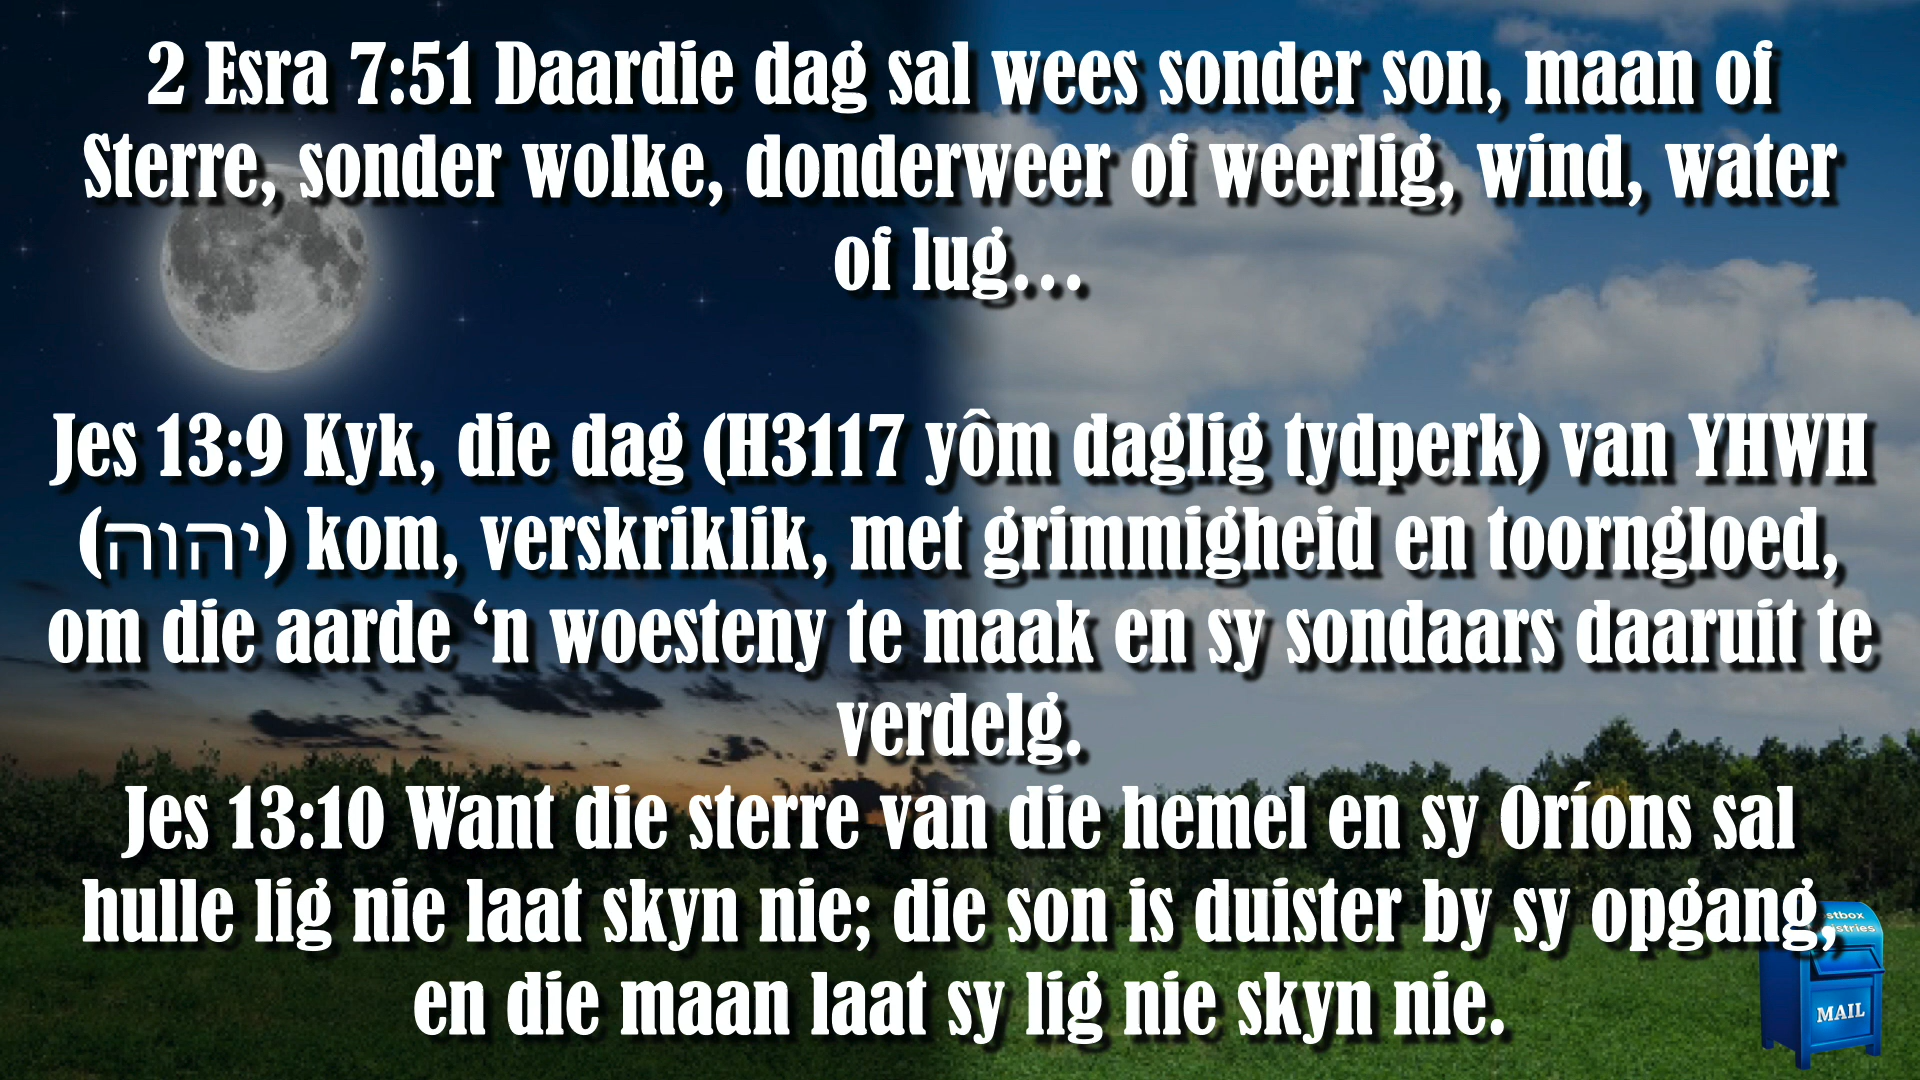 2 Esra 7:51 Daardie dag sal wees sonder son, maan of
Sterre, sonder wolke, donderweer of weerlig, wind, water
of lug…
Jes 13:9 Kyk, die dag (H3117 yôm daglig tydperk) van YHWH
(יהוה) kom, verskriklik, met grimmigheid en toorngloed,
om die aarde ‘n woesteny te maak en sy sondaars daaruit te
verdelg.
Jes 13:10 Want die sterre van die hemel en sy Oríons sal
hulle lig nie laat skyn nie; die son is duister by sy opgang,
en die maan laat sy lig nie skyn nie.
stbox
stries
MAIL